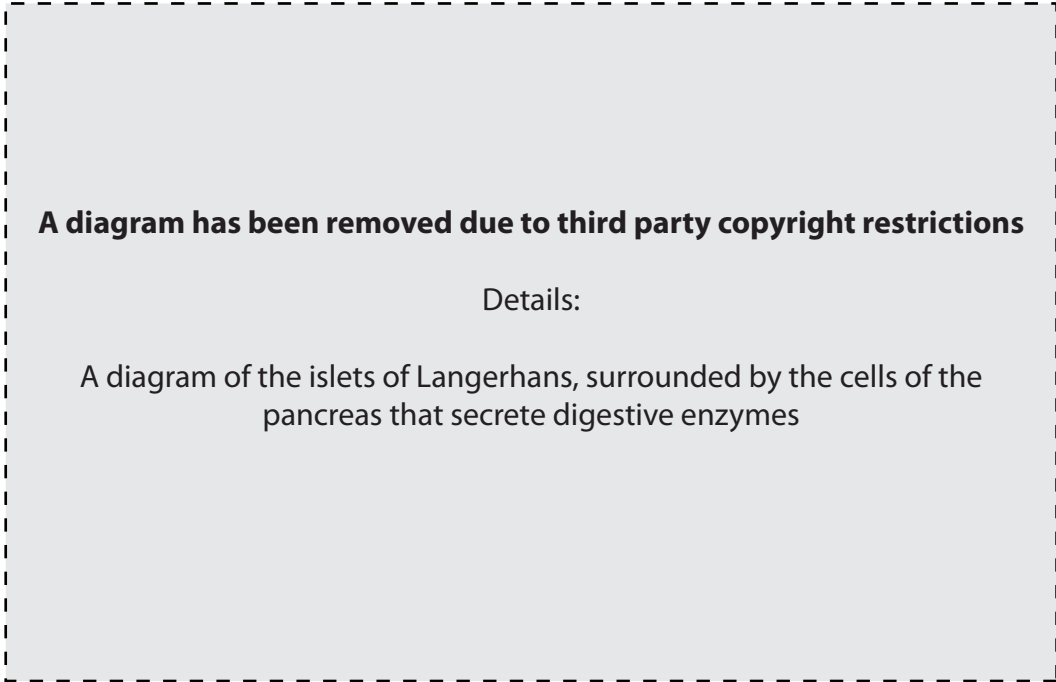 A diagram has been removed due to third party copyright restrictions
Details:
A diagram of the islets of Langerhans, surrounded by the cells of the
pancreas that secrete digestive enzymes